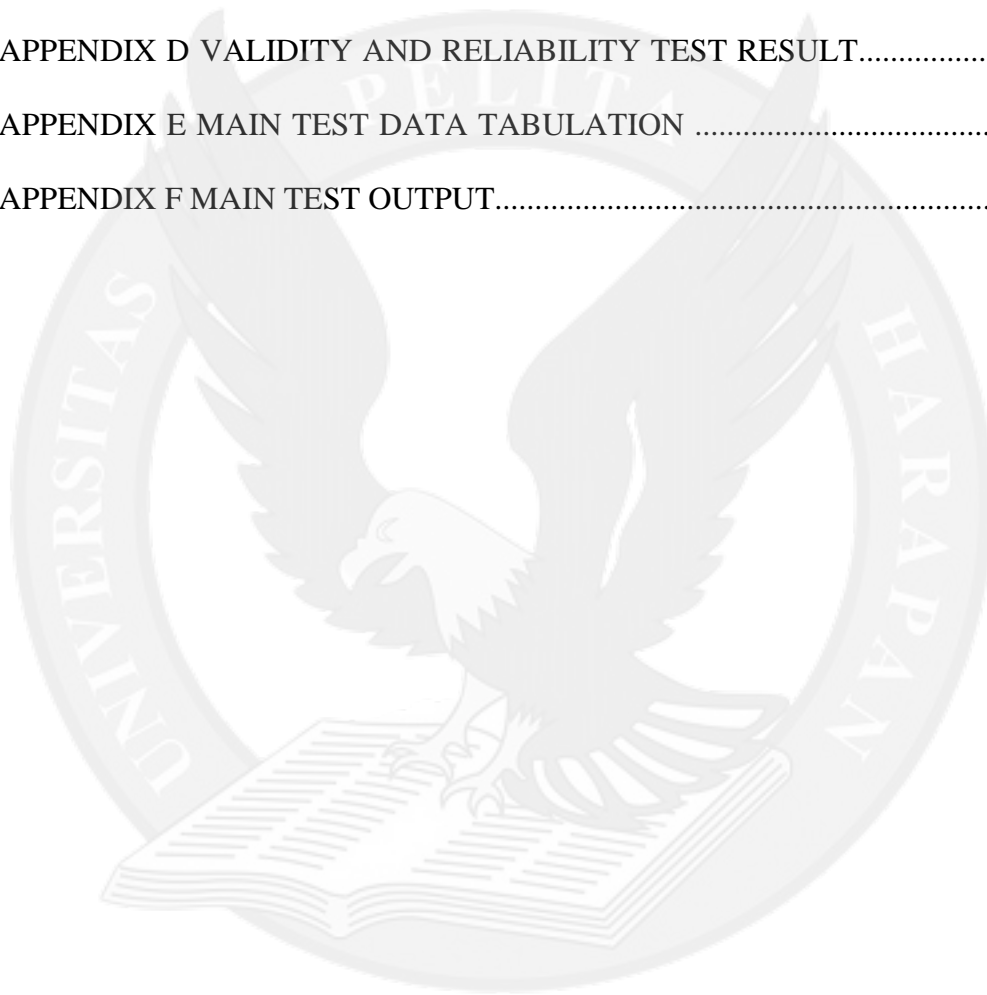 APPENDIX D VALIDITY AND RELIABILITY TEST RESULT................
APPENDIX E MAIN TEST DATA TABULATION .....................................
APPENDIX F MAIN TEST OUTPUT..............................................................
UNIVERSITAS PELITA HARAPAN